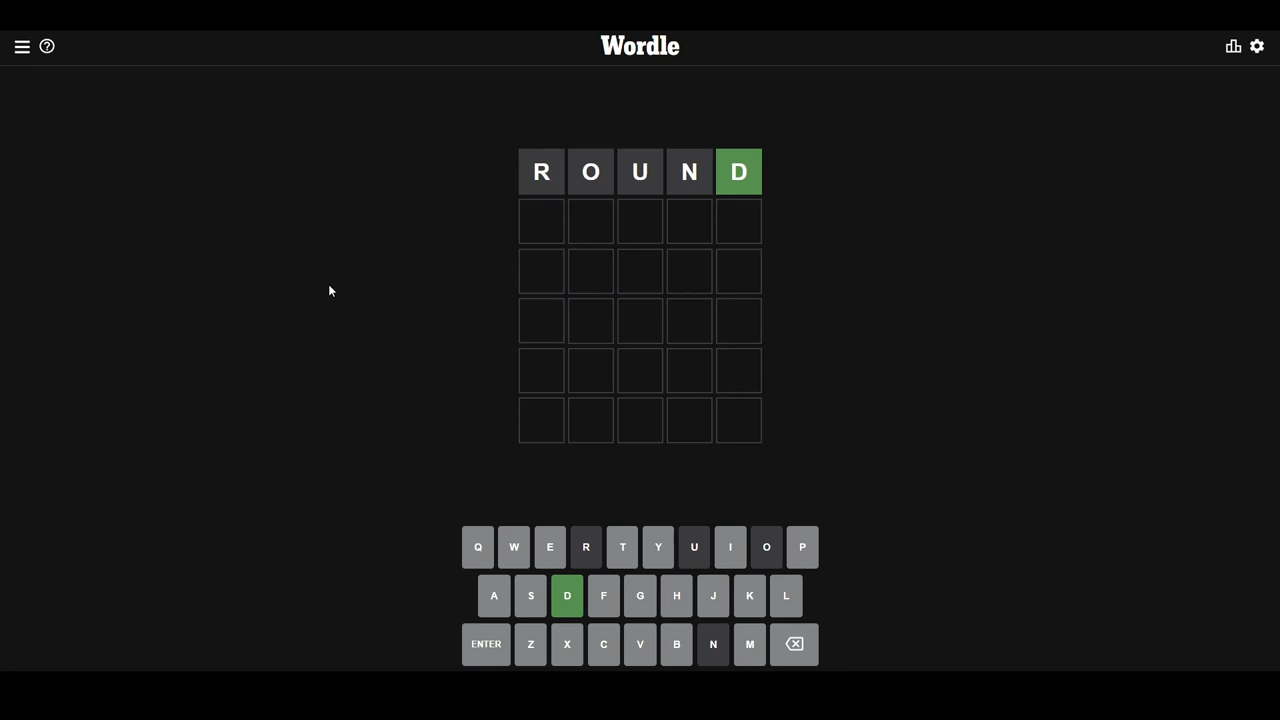 Wordle
R O U N D
Q W E R T Y U I O P
A S D F G H J K L
ENTER Z X C V B N M